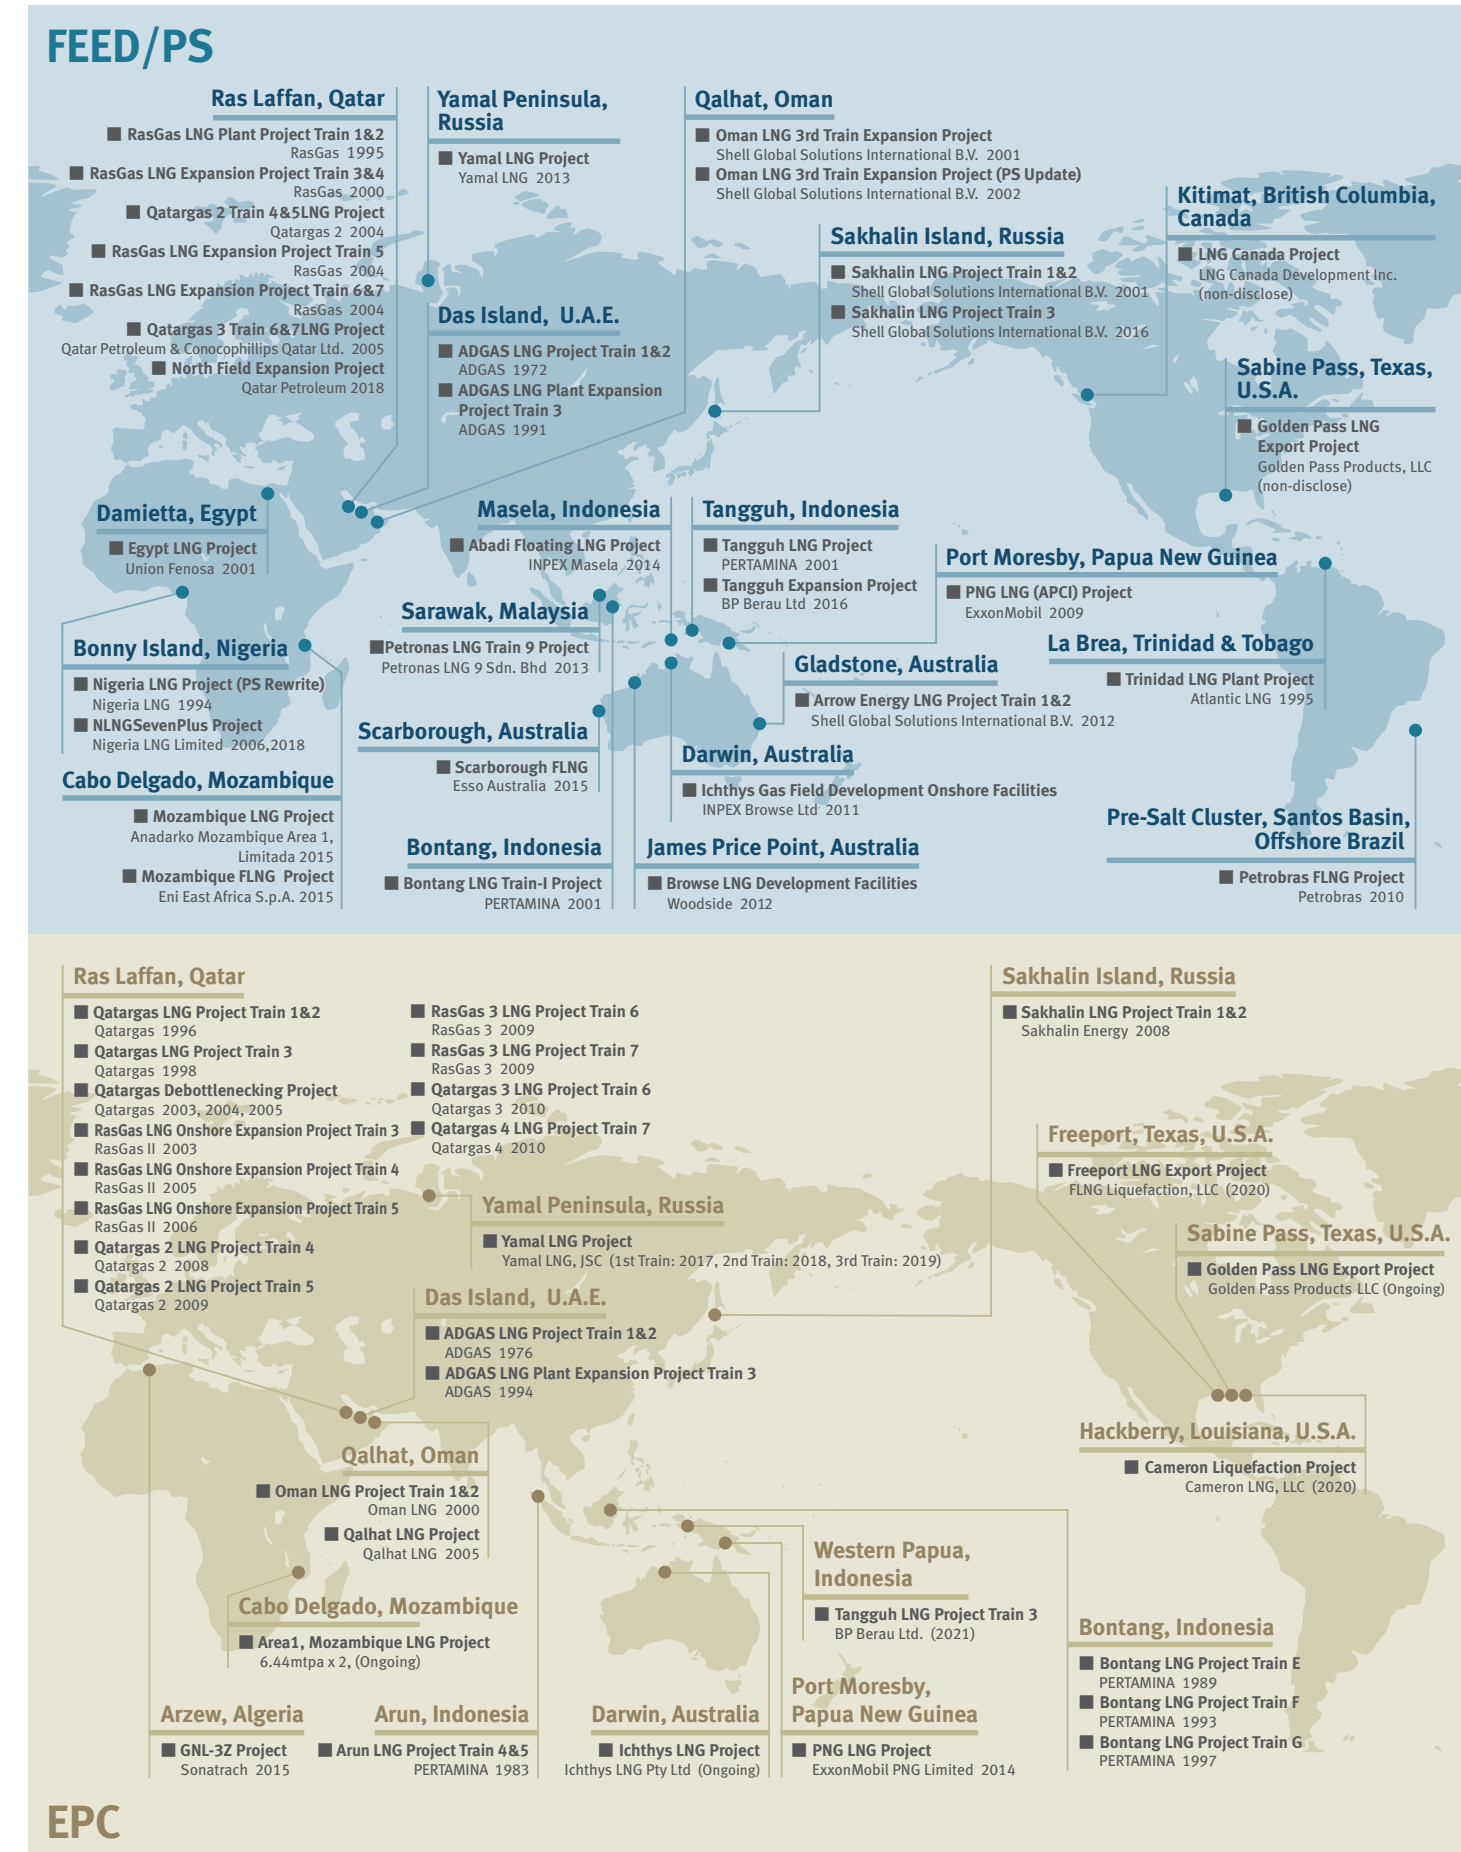 FEED/PS
Ras Laffan, Qatar
■ RasGas LNG Plant Project Train 1&2
RasGas 1995
■ RasGas LNG Expansion Project Train 3&4
RasGas 2000
■ Qatargas 2 Train 4&5LNG Project
Qatargas 2 2004
■ RasGas LNG Expansion Project Train 5
RasGas 2004
■ RasGas LNG Expansion Project Train 6&7
RasGas 2004
■ Qatargas 3 Train 6&7LNG Project
Qatar Petroleum & Conocophillips Qatar Ltd. 2005
■ North Field Expansion Project
Qatar Petroleum 2018
Yamal Peninsula,
Russia
■ Yamal LNG Project
Yamal LNG 2013
Qalhat, Oman
■ Oman LNG 3rd Train Expansion Project
Shell Global Solutions International B.V. 2001
■ Oman LNG 3rd Train Expansion Project (PS Update)
Shell Global Solutions International B.V. 2002
Kitimat, British Columbia,
Canada
■ LNG Canada Project
LNG Canada Development Inc.
(non-disclose)
Sakhalin Island, Russia
■ Sakhalin LNG Project Train 1&2
Shell Global Solutions International B.V. 2001
■ Sakhalin LNG Project Train 3
Shell Global Solutions International B.V. 2016
Das Island, U.A.E.
■ ADGAS LNG Project Train 1&2
ADGAS 1972
■ ADGAS LNG Plant Expansion
Project Train 3
ADGAS 1991
Sabine Pass, Texas,
U.S.A.
■ Golden Pass LNG
Export Project
Golden Pass Products, LLC
(non-disclose)
Damietta, Egypt
■ Egypt LNG Project
Union Fenosa 2001
Masela, Indonesia
■ Abadi Floating LNG Project
INPEX Masela 2014
Tangguh, Indonesia
■ Tangguh LNG Project
PERTAMINA 2001
■ Tangguh Expansion Project
BP Berau Ltd 2016
Port Moresby, Papua New Guinea
■ PNG LNG (APCI) Project
ExxonMobil 2009
Sarawak, Malaysia
■Petronas LNG Train 9 Project
Petronas LNG 9 Sdn. Bhd 2013
La Brea, Trinidad & Tobago
■ Trinidad LNG Plant Project
Atlantic LNG 1995
Bonny Island, Nigeria
■ Nigeria LNG Project (PS Rewrite)
Nigeria LNG 1994
■ NLNGSevenPlus Project
Nigeria LNG Limited 2006,2018
Gladstone, Australia
■ Arrow Energy LNG Project Train 1&2
Shell Global Solutions International B.V. 2012
Scarborough, Australia
■ Scarborough FLNG
Esso Australia 2015
Darwin, Australia
■ Ichthys Gas Field Development Onshore Facilities
INPEX Browse Ltd 2011
Cabo Delgado, Mozambique
■ Mozambique LNG Project
Anadarko Mozambique Area 1,
Limitada 2015
■ Mozambique FLNG Project
Eni East Africa S.p.A. 2015
Bontang, Indonesia
■ Bontang LNG Train-I Project
PERTAMINA 2001
James Price Point, Australia
■ Browse LNG Development Facilities
Woodside 2012
Pre-Salt Cluster, Santos Basin,
Offshore Brazil
■ Petrobras FLNG Project
Petrobras 2010
Ras Laffan, Qatar
■ Qatargas LNG Project Train 1&2
Qatargas 1996
■ Qatargas LNG Project Train 3
Qatargas 1998
■ Qatargas Debottlenecking Project
Qatargas 2003, 2004, 2005
■ RasGas LNG Onshore Expansion Project Train 3
RasGas II 2003
■ RasGas LNG Onshore Expansion Project Train 4
RasGas II 2005
■ RasGas LNG Onshore Expansion Project Train 5
RasGas II 2006
■ Qatargas 2 LNG Project Train 4
Qatargas 2 2008
■ Qatargas 2 LNG Project Train 5
Qatargas 2 2009
■ RasGas 3 LNG Project Train 6
RasGas 3 2009
■ RasGas 3 LNG Project Train 7
RasGas 3 2009
■ Qatargas 3 LNG Project Train 6
Qatargas 3 2010
■ Qatargas 4 LNG Project Train 7
Qatargas 4 2010
Sakhalin Island, Russia
■ Sakhalin LNG Project Train 1&2
Sakhalin Energy 2008
Freeport, Texas, U.S.A.
■ Freeport LNG Export Project
FLNG Liquefaction, LLC (2020)
Yamal Peninsula, Russia
■ Yamal LNG Project
Yamal LNG, JSC (1st Train: 2017, 2nd Train: 2018, 3rd Train: 2019)
Sabine Pass, Texas, U.S.A.
■ Golden Pass LNG Export Project
Golden Pass Products LLC (Ongoing)
Das Island, U.A.E.
■ ADGAS LNG Project Train 1&2
ADGAS 1976
■ ADGAS LNG Plant Expansion Project Train 3
ADGAS 1994
Hackberry, Louisiana, U.S.A.
■ Cameron Liquefaction Project
Cameron LNG, LLC (2020)
Qalhat, Oman
■ Oman LNG Project Train 1&2
Oman LNG 2000
■ Qalhat LNG Project
Qalhat LNG 2005
Western Papua,
Indonesia
■ Tangguh LNG Project Train 3
BP Berau Ltd. (2021)
Cabo Delgado, Mozambique
■ Area1, Mozambique LNG Project
6.44mtpa x 2, (Ongoing)
Bontang, Indonesia
■ Bontang LNG Project Train E
PERTAMINA 1989
■ Bontang LNG Project Train F
PERTAMINA 1993
■ Bontang LNG Project Train G
PERTAMINA 1997
Arzew, Algeria
■ GNL-3Z Project
Sonatrach 2015
Arun, Indonesia
■ Arun LNG Project Train 4&5
PERTAMINA 1983
Darwin, Australia
■ Ichthys LNG Project
Ichthys LNG Pty Ltd (Ongoing)
Port Moresby,
Papua New Guinea
■ PNG LNG Project
ExxonMobil PNG Limited 2014
EPC